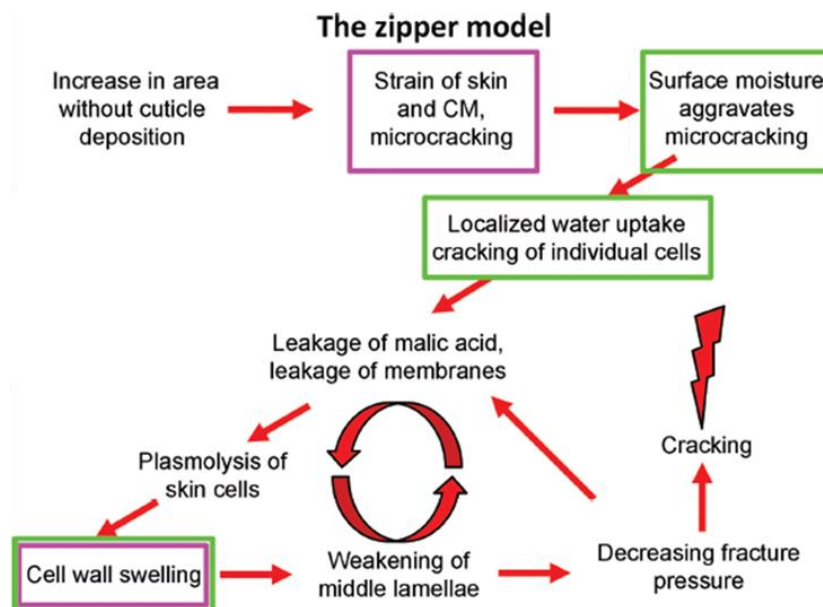 The zipper model
Increase in area
without cuticle
deposition
Strain of skin
and CM,
microcracking
Surface moisture
aggravates
microcracking
Localized water uptake
cracking of individual cells
Leakage of malic acid,
leakage of membranes
Cracking
Plasmolysis of
skin cells
Cell wall swelling
Weakening of
middle lamellae
Decreasing fracture
pressure